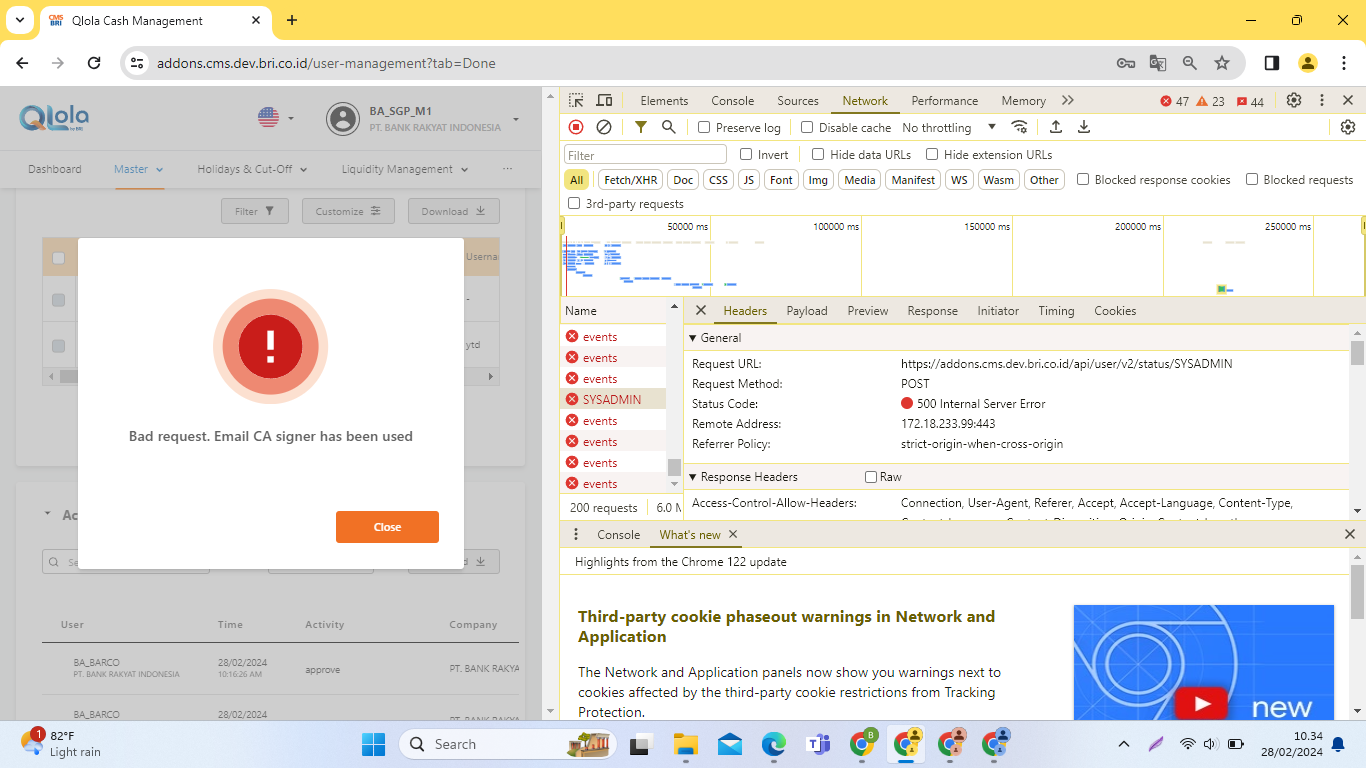 CMS BRI
Qlola Cash Management
addons.cms.dev.bri.co.id/user-management?tab=Done
Qlola
by BRI
BA_SGP_M1
PT. BANK RAKYAT INDONESIA
Dashboard
Master
Holidays & Cut-Off
Liquidity Management
...
Filter
Customize
Download
Userna
-
ytd
Bad request. Email CA signer has been used
Close
Ac
Se
d
User
Time
Activity
Company
BA_BARCO
PT. BANK RAKYAT INDONESIA
28/02/2024
10:16:26 AM
approve
PT. BANK RAKYA
BA_BARCO
28/02/2024
PT. BANK RAKYA
Elements
Console
Sources
Network
Performance
Memory
47
23
44
Preserve log
Disable cache
No throttling
Filter
Invert
Hide data URLs
Hide extension URLs
All
Fetch/XHR
Doc
CSS
JS
Font
Img
Media
Manifest
WS
Wasm
Other
Blocked response cookies
Blocked requests
3rd-party requests
50000 ms
100000 ms
150000 ms
200000 ms
250000 ms
Name
events
events
events
SYSADMIN
events
events
events
events
200 requests
6.0 M
Headers
Payload
Preview
Response
Initiator
Timing
Cookies
General
Request URL:
https://addons.cms.dev.bri.co.id/api/user/v2/status/SYSADMIN
Request Method:
POST
Status Code:
500 Internal Server Error
Remote Address:
172.18.233.99:443
Referrer Policy:
strict-origin-when-cross-origin
Response Headers
Raw
Access-Control-Allow-Headers:
Connection, User-Agent, Referer, Accept, Accept-Language, Content-Type,
Console
What's new
Highlights from the Chrome 122 update
Third-party cookie phaseout warnings in Network and
Application
The Network and Application panels now show you warnings next to
cookies affected by the third-party cookie restrictions from Tracking
Protection.
new
1
82°F
Light rain
Search
B
10.34
28/02/2024